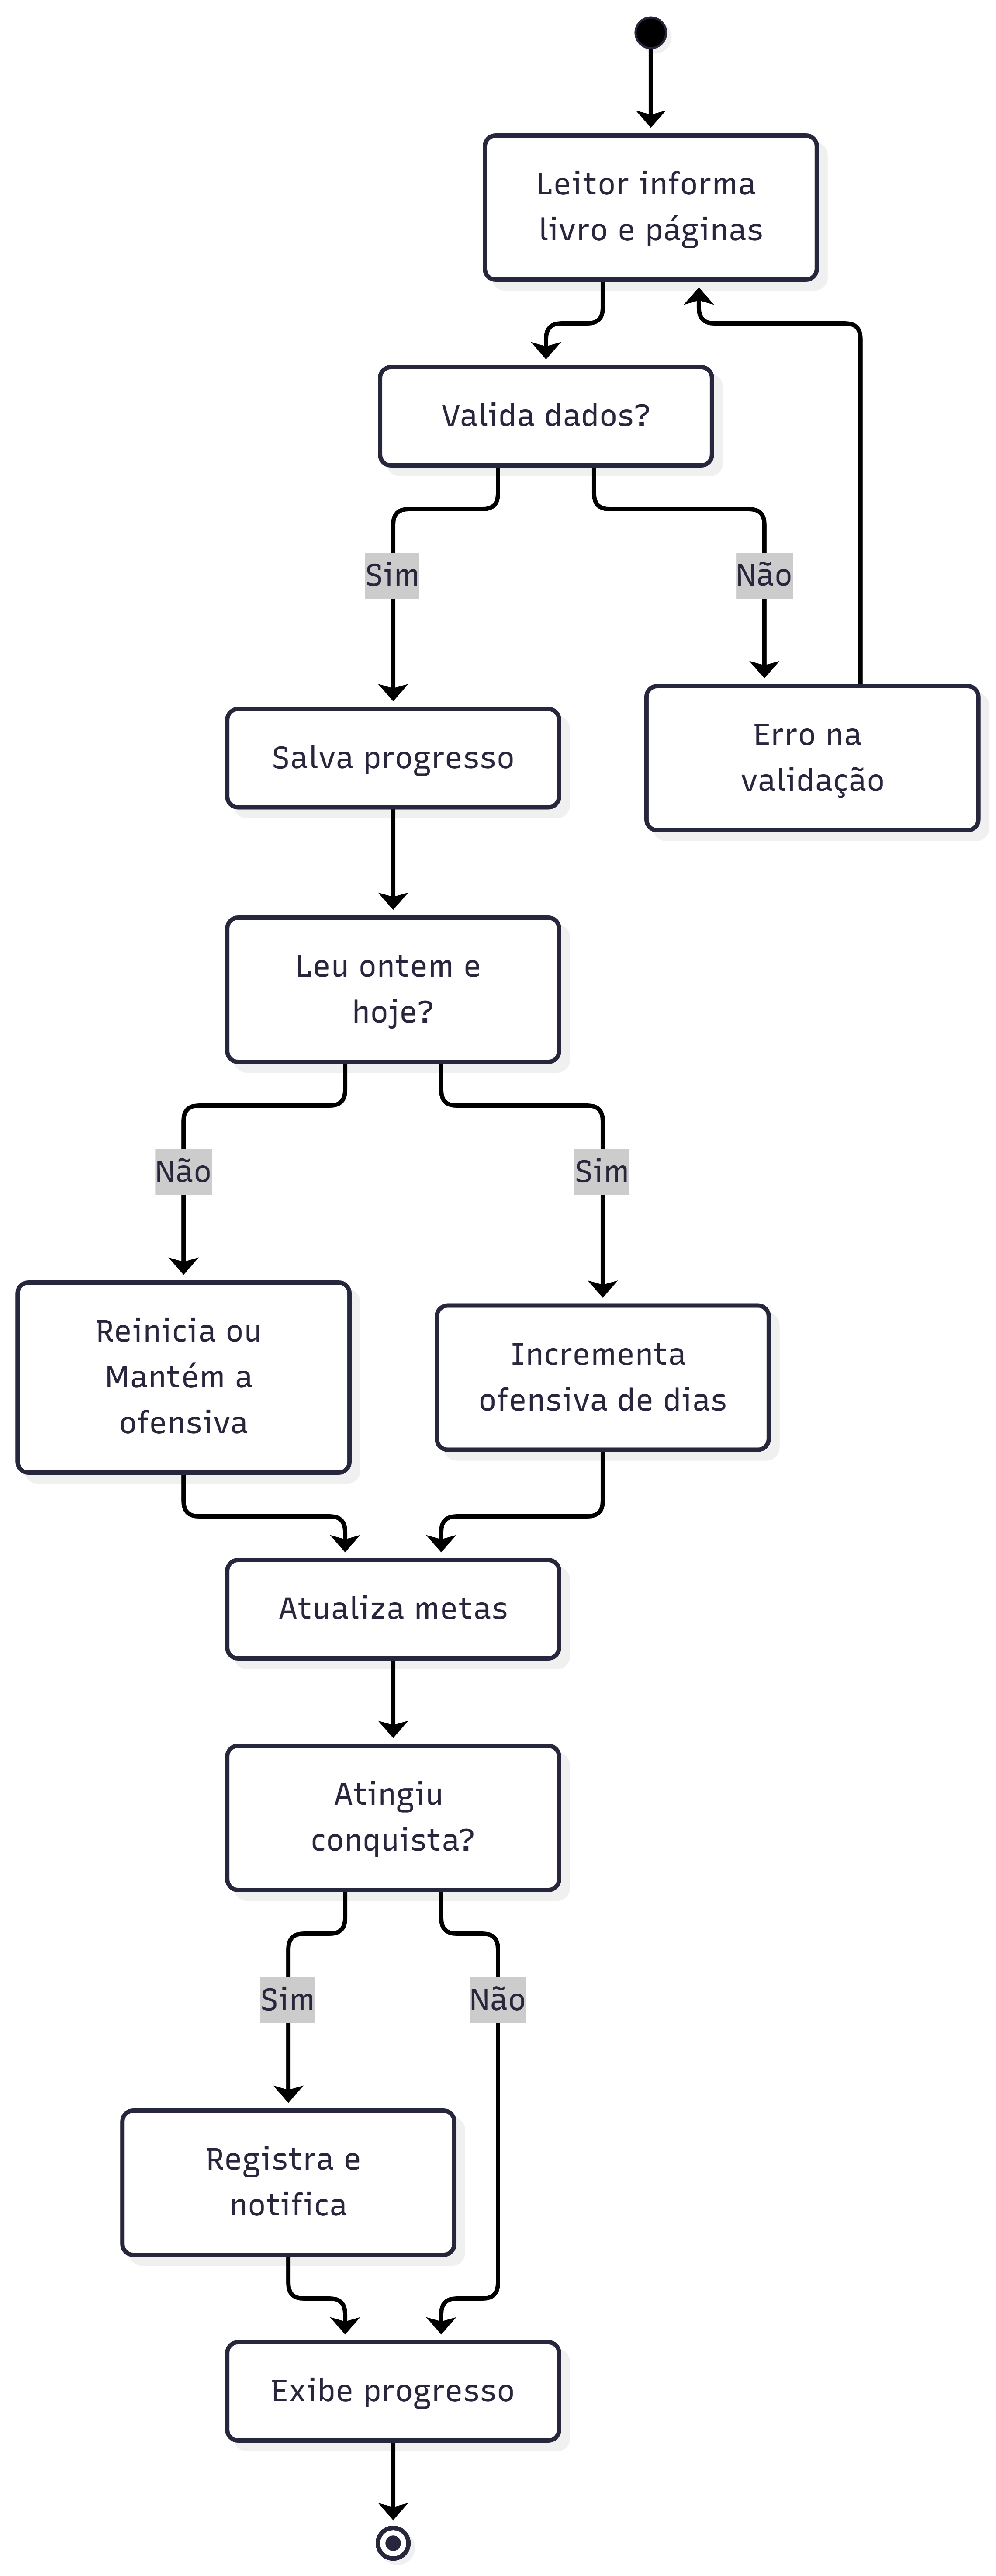 Leitor informa
livro e páginas
Valida dados?
Sim
Não
Erro na
validação
Salva progresso
Leu ontem e
hoje?
Não
Sim
Reinicia ou
Mantém a
ofensiva
Incrementa
ofensiva de dias
Atualiza metas
Atingiu
conquista?
Sim
Não
Registra e
notifica
Exibe progresso